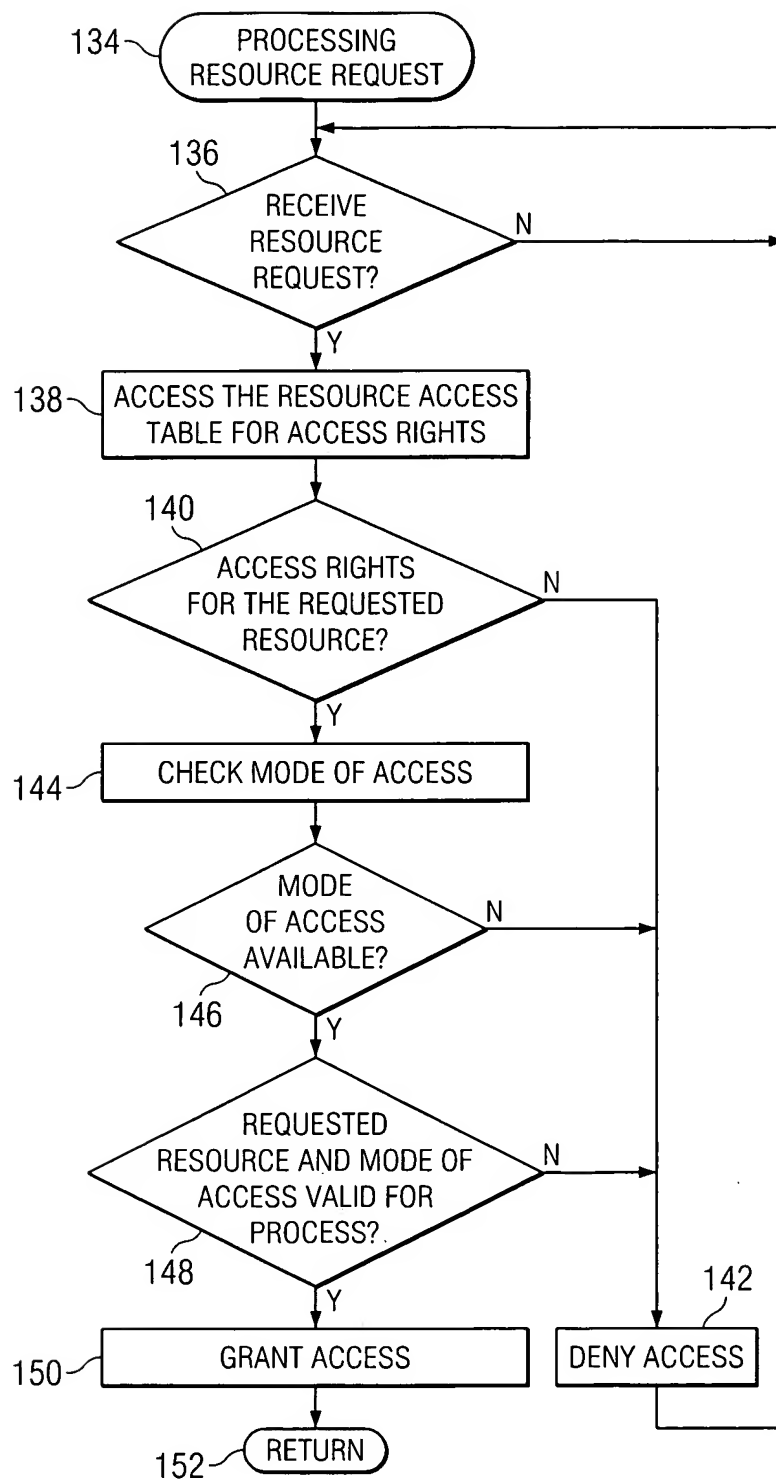 134
PROCESSING
RESOURCE REQUEST
136
RECEIVE
RESOURCE
REQUEST?
N
Y
138
ACCESS THE RESOURCE ACCESS
TABLE FOR ACCESS RIGHTS
140
ACCESS RIGHTS
FOR THE REQUESTED
RESOURCE?
N
Y
144
CHECK MODE OF ACCESS
MODE
OF ACCESS
AVAILABLE?
N
146
Y
REQUESTED
RESOURCE AND MODE OF
ACCESS VALID FOR
PROCESS?
N
148
Y
142
150
GRANT ACCESS
DENY ACCESS
152
RETURN